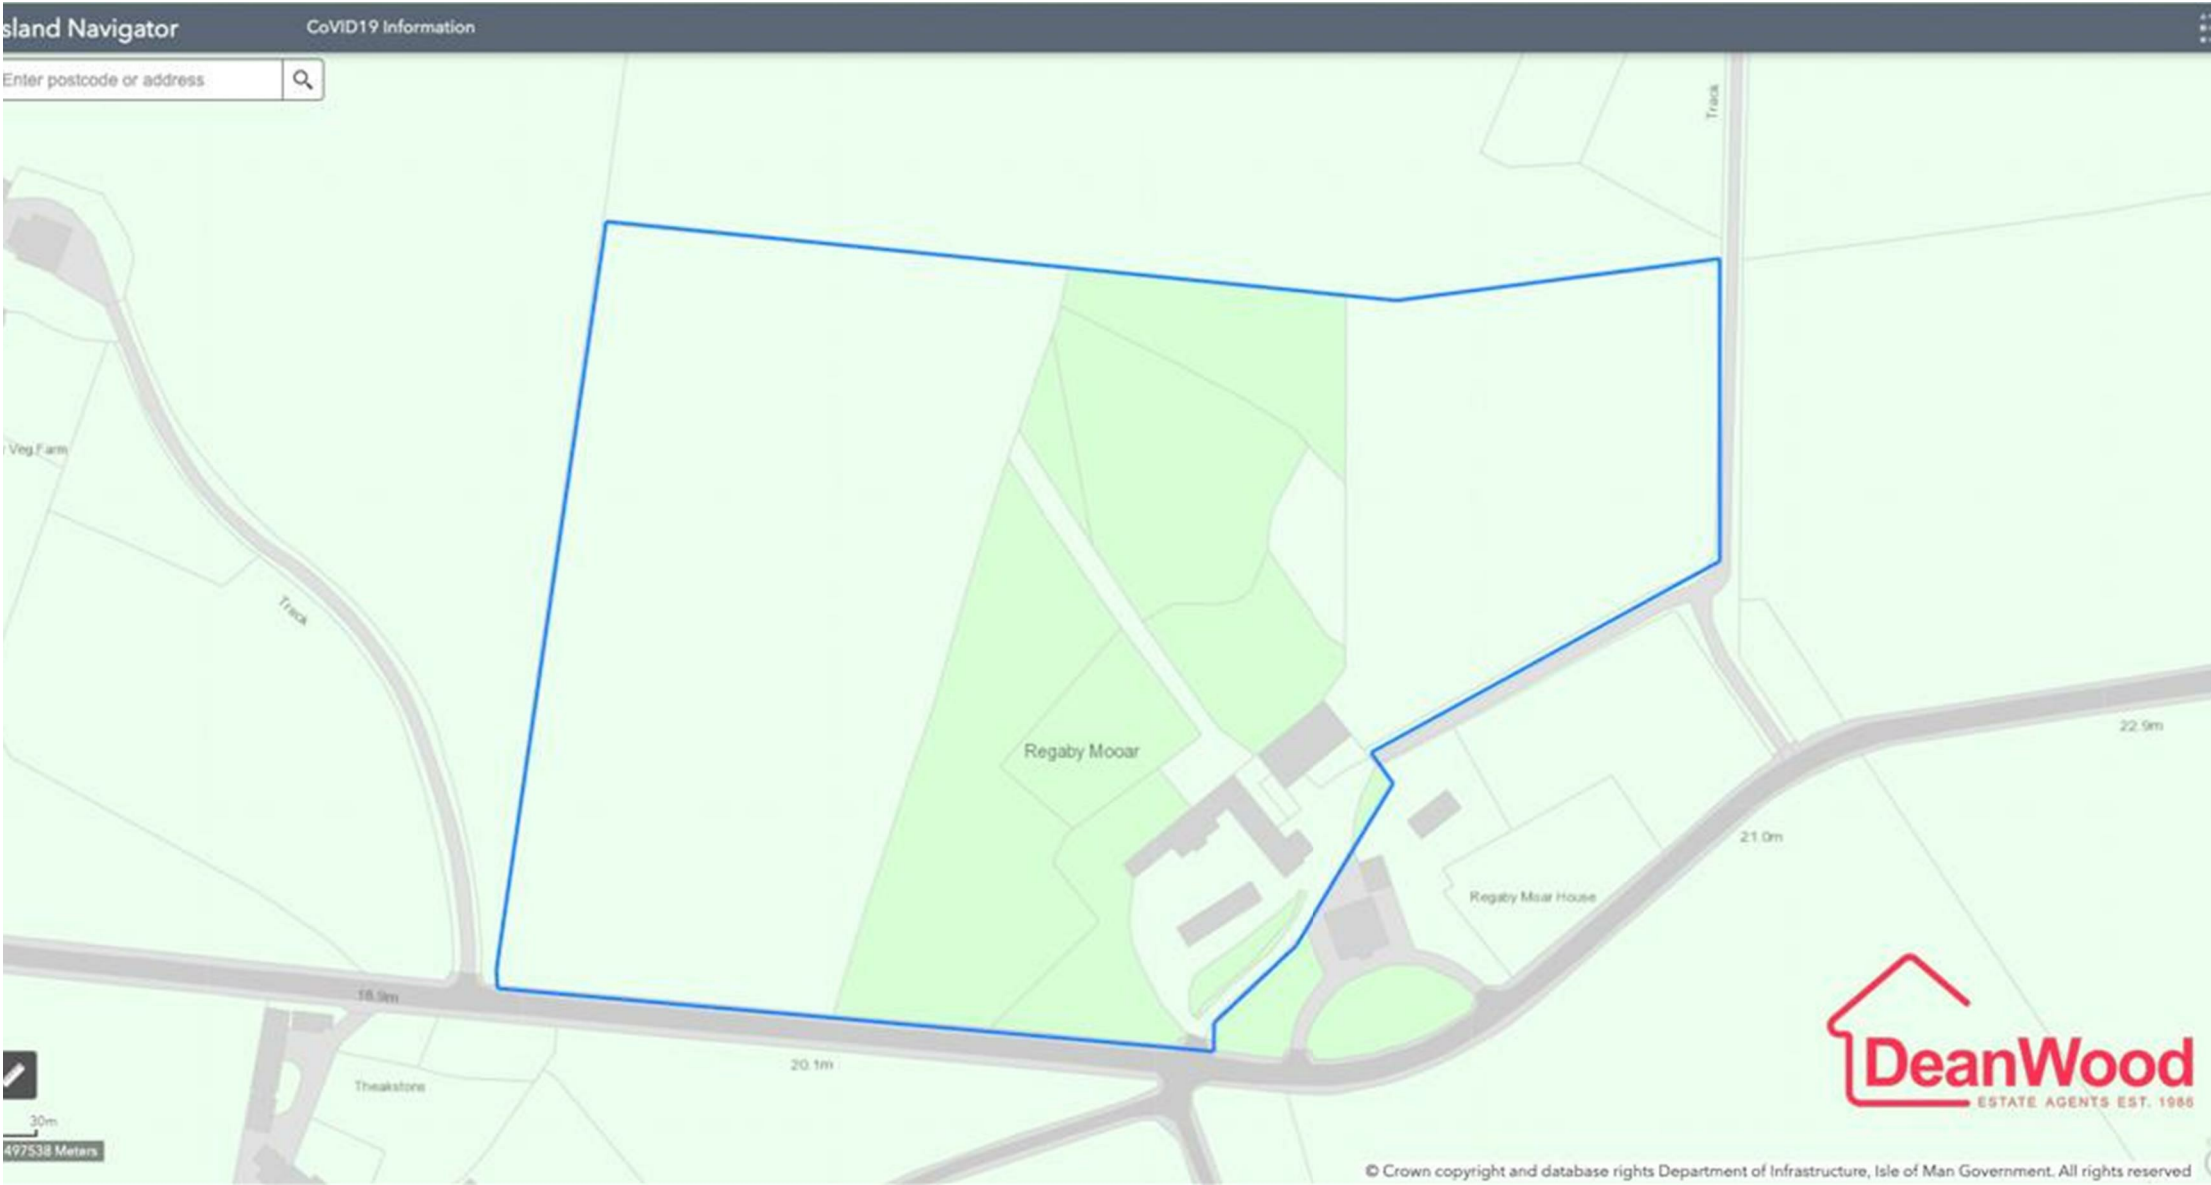 sland Navigator
CoVID19 Information
Enter postcode or address
Track
Veg Farm
Track
Regaby Mooar
22.9m
21.0m
Regaby Moar House
18.9m
20.1m
Theakstons
30m
497538 Meters
DeanWood
ESTATE AGENTS EST. 1986
© Crown copyright and database rights Department of Infrastructure, Isle of Man Government. All rights reserved